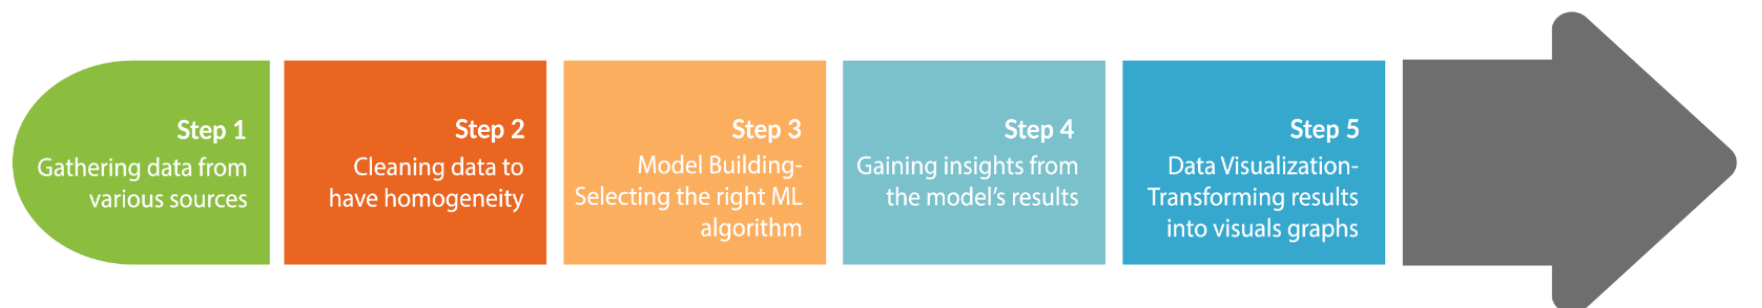 Step 1
Gathering data from
various sources
Step 2
Cleaning data to
have homogeneity
Step 3
Model Building-
Selecting the right ML
algorithm
Step 4
Gaining insights from
the model's results
Step 5
Data Visualization-
Transforming results
into visuals graphs